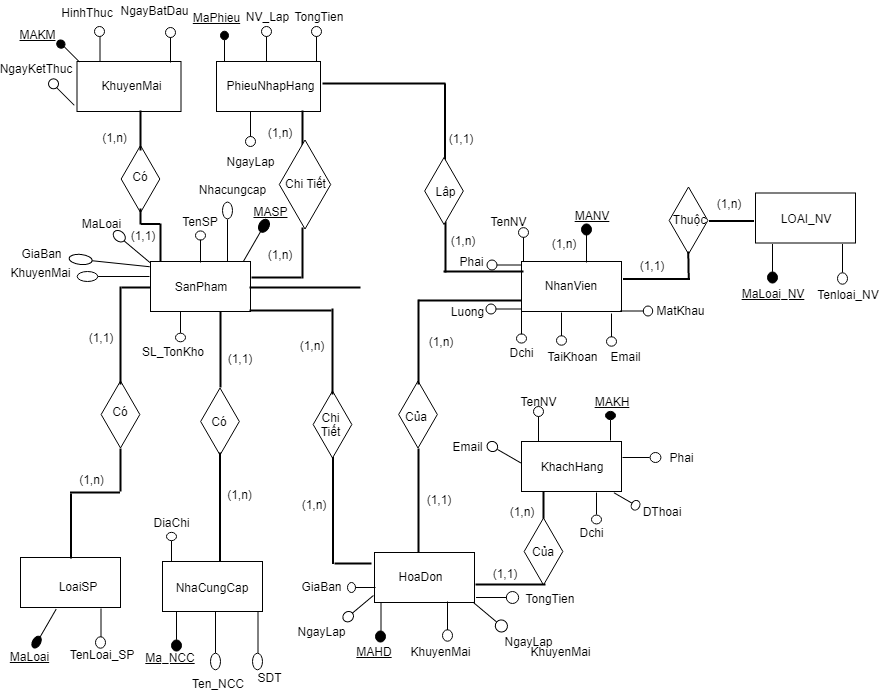 HinhThuc
NgayBatDau
MaPhieu
NV_Lap
TongTien
MAKM
NgayKetThuc
KhuyenMai
PhieuNhapHang
(1,n)
(1,n)
(1,1)
NgayLap
Có
Chi Tiết
Lâp
Nhacungcap
MaLoai
TenSP
MASP
(1,1)
GiaBan
KhuyenMai
(1,n)
SanPham
SL_TonKho
TenNV
MANV
(1,n)
(1,n)
Phai
NhanVien
(1,1)
Thuộc
(1,n)
LOAI_NV
MaLoai_NV
Tenloai_NV
Luong
MatKhau
Dchi
TaiKhoan
Email
(1,1)
(1,1)
(1,n)
(1,n)
Có
Có
Chi
Tiết
Của
TenNV
MAKH
Email
KhachHang
Phai
DThoai
Dchi
(1,n)
(1,n)
(1,n)
(1,1)
(1,n)
DiaChi
Của
(1,1)
LoaiSP
NhaCungCap
HoaDon
GiaBan
TongTien
NgayLap
MAHD
KhuyenMai
NgayLap
KhuyenMai
MaLoai
TenLoai_SP
Ma_NCC
Ten_NCC
SDT